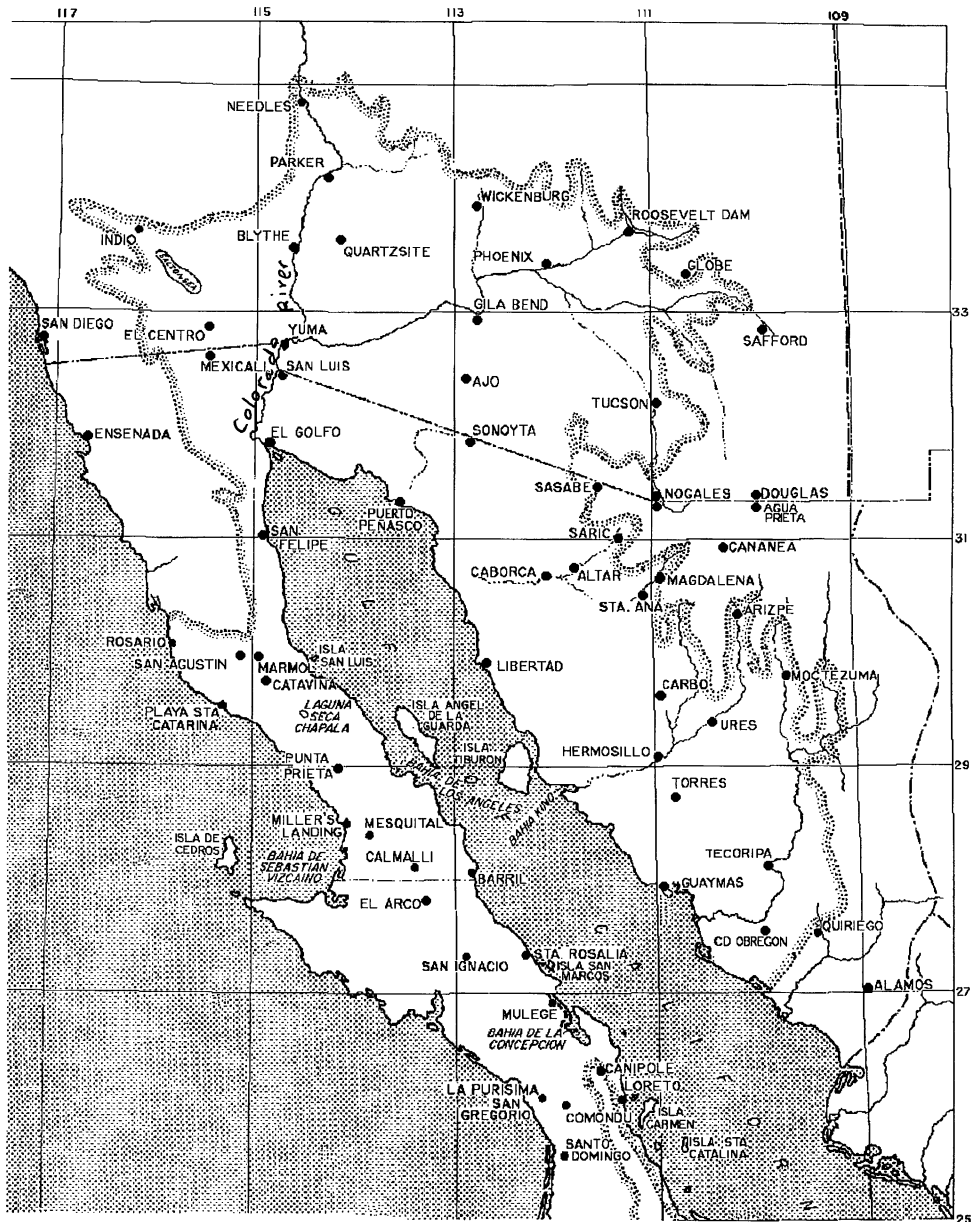 117 115 113 111 109
NEEDLES
PARKER
WICKENBURG
ROOSEVELT DAM
INDIO
BLYTHE
QUARTZSITE
PHOENIX
GLOBE
SALTON SEA
GILA BEND
33
SAN DIEGO
EL CENTRO
YUMA
SAFFORD
MEXICALI
SAN LUIS
Colorado River
AJO
TUCSON
ENSENADA
EL GOLFO
SONOYTA
SASABE
NOGALES
DOUGLAS
PUERTO
PEÑASCO
AGUA
PRIETA
SAN
FELIPE
SARIC
31
CANANEA
CABORCA
ALTAR
MAGDALENA
STA. ANA
ARIZPE
ROSARIO
SAN AGUSTIN
MARMOL
ISLA
SAN LUIS
LIBERTAD
CATAVINA
CARBO
MOCTEZUMA
PLAYA STA.
CATARINA
LAGUNA
SECA
CHAPALA
ISLA ANGEL
DE LA
GUARDA
URES
ISLA
TIBURON
HERMOSILLO
PUNTA
PRIETA
BAHIA DE
LOS ANGELES
BAHIA KINO
29
TORRES
MILLER'S
LANDING
MESQUITAL
ISLA DE
CEDROS
BAHIA DE
SEBASTIAN
VIZCAINO
CALMALLI
TECORIPA
BARRIL
GUAYMAS
EL ARCO
CD OBREGON
QUIRIEGO
SAN IGNACIO
STA. ROSALIA
ISLA SAN
MARCOS
ALAMOS
27
MULEGE
BAHIA DE LA
CONCEPCION
CANIPOLE
LA PURISIMA
LORETO
SAN
GREGORIO
COMONDU
ISLA
CARMEN
SANTO
DOMINGO
ISLA STA.
CATALINA
25